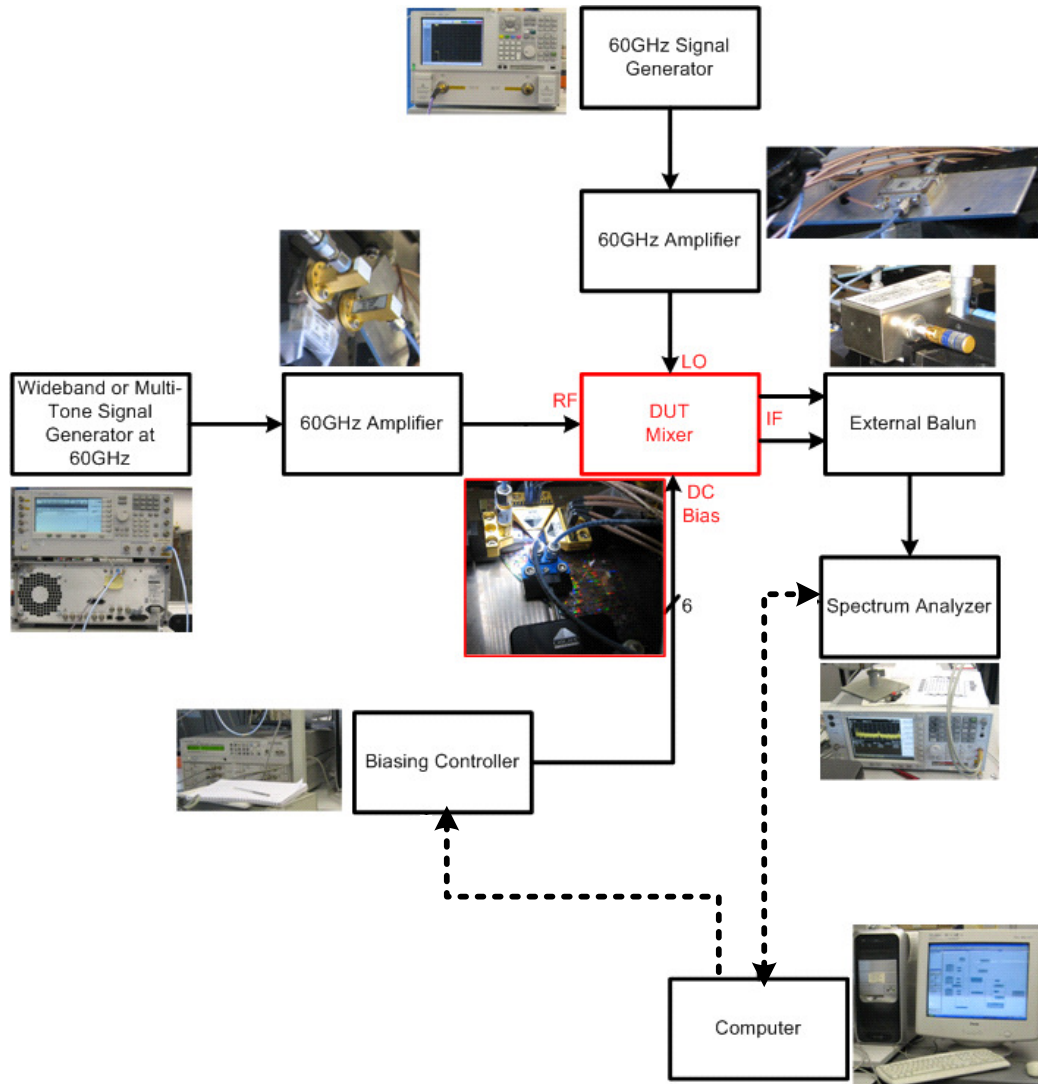 60GHz Signal
Generator
60GHz Amplifier
LO
Wideband or Multi-
Tone Signal
Generator at
60GHz
60GHz Amplifier
RF
DUT
Mixer
IF
External Balun
DC
Bias
6
Spectrum Analyzer
Biasing Controller
Computer